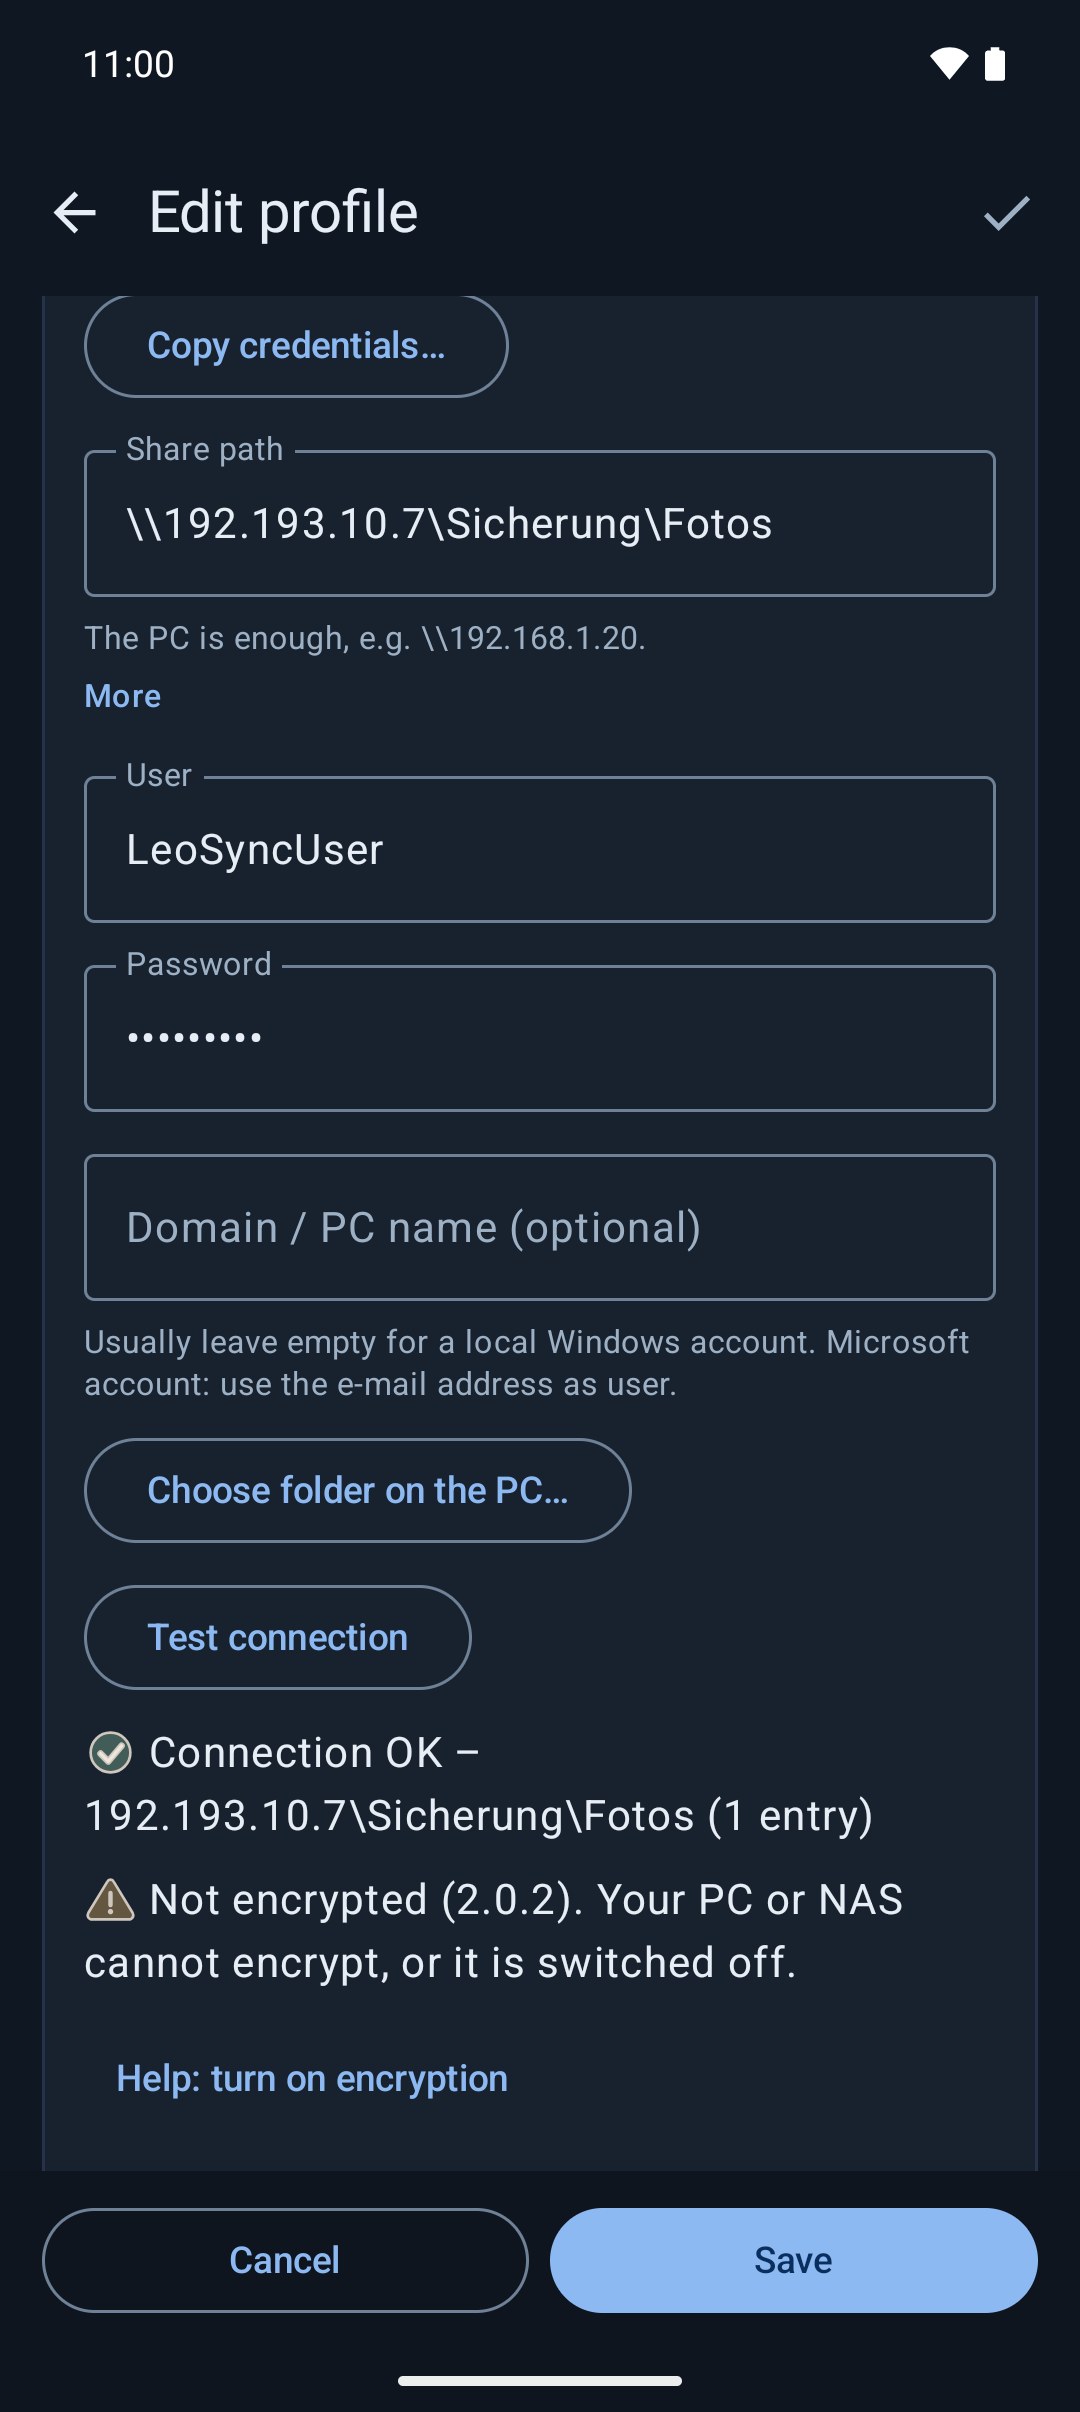 11:00
Edit profile
Copy credentials…
Share path
\\192.193.10.7\Sicherung\Fotos
The PC is enough, e.g. \\192.168.1.20.
More
User
LeoSyncUser
Password
•••••••••
Domain / PC name (optional)
Usually leave empty for a local Windows account. Microsoft
account: use the e-mail address as user.
Choose folder on the PC…
Test connection
Connection OK –
192.193.10.7\Sicherung\Fotos (1 entry)
Not encrypted (2.0.2). Your PC or NAS
cannot encrypt, or it is switched off.
Help: turn on encryption
Cancel
Save